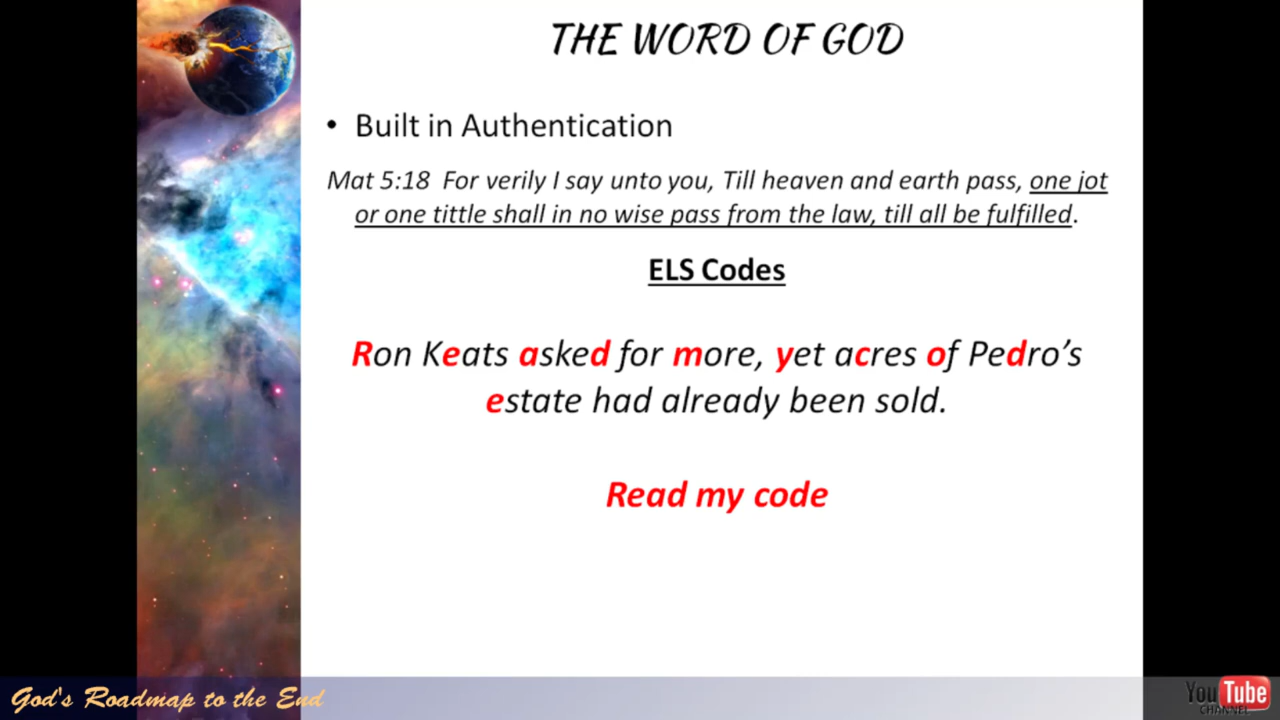 THE WORD OF GOD
• Built in Authentication
Mat 5:18 For verily I say unto you, Till heaven and earth pass, one jot
or one tittle shall in no wise pass from the law, till all be fulfilled.
ELS Codes
Ron Keats asked for more, yet acres of Pedro’s
estate had already been sold.
Read my code
God's Roadmap to the End
YouTube
CHANNEL